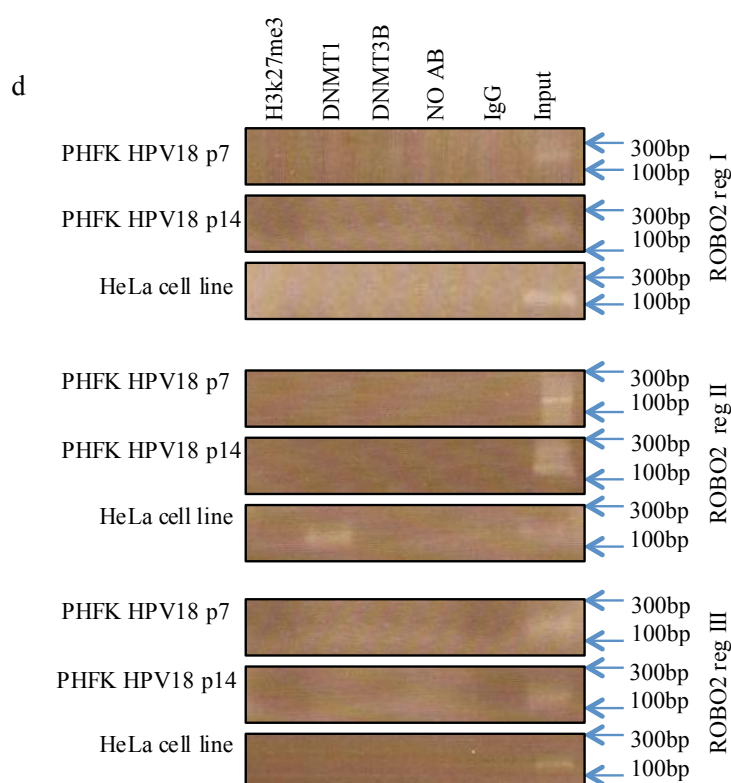 d
H3k27me3
DNMT1
DNMT3B
NO AB
IgG
Input
PHFK HPV18 p7
300bp
100bp
PHFK HPV18 p14
300bp
100bp
HeLa cell line
300bp
100bp
ROBO2 reg I
PHFK HPV18 p7
300bp
100bp
PHFK HPV18 p14
300bp
100bp
HeLa cell line
300bp
100bp
ROBO2 reg II
PHFK HPV18 p7
300bp
100bp
PHFK HPV18 p14
300bp
100bp
HeLa cell line
300bp
100bp
ROBO2 reg III